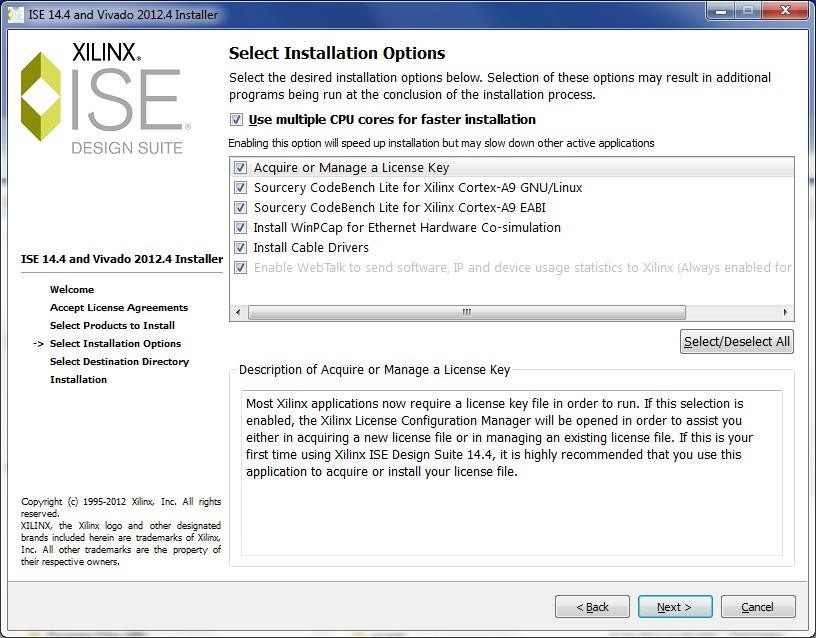 ISE 14.4 and Vivado 2012.4 Installer
XILINX®
ISE®
DESIGN SUITE
ISE 14.4 and Vivado 2012.4 Installer
Welcome
Accept License Agreements
Select Products to Install
-> Select Installation Options
Select Destination Directory
Installation
Copyright (c) 1995-2012 Xilinx, Inc. All rights
reserved.
XILINX, the Xilinx logo and other designated
brands included herein are trademarks of Xilinx,
Inc. All other trademarks are the property of
their respective owners.
Select Installation Options
Select the desired installation options below. Selection of these options may result in additional
programs being run at the conclusion of the installation process.
Use multiple CPU cores for faster installation
Enabling this option will speed up installation but may slow down other active applications
Acquire or Manage a License Key
Sourcery CodeBench Lite for Xilinx Cortex-A9 GNU/Linux
Sourcery CodeBench Lite for Xilinx Cortex-A9 EABI
Install WinPCap for Ethernet Hardware Co-simulation
Install Cable Drivers
Enable WebTalk to send software, IP and device usage statistics to Xilinx (Always enabled for
Select/Deselect All
Description of Acquire or Manage a License Key
Most Xilinx applications now require a license key file in order to run. If this selection is
enabled, the Xilinx License Configuration Manager will be opened in order to assist you
either in acquiring a new license file or in managing an existing license file. If this is your
first time using Xilinx ISE Design Suite 14.4, it is highly recommended that you use this
application to acquire or install your license file.
< Back
Next >
Cancel